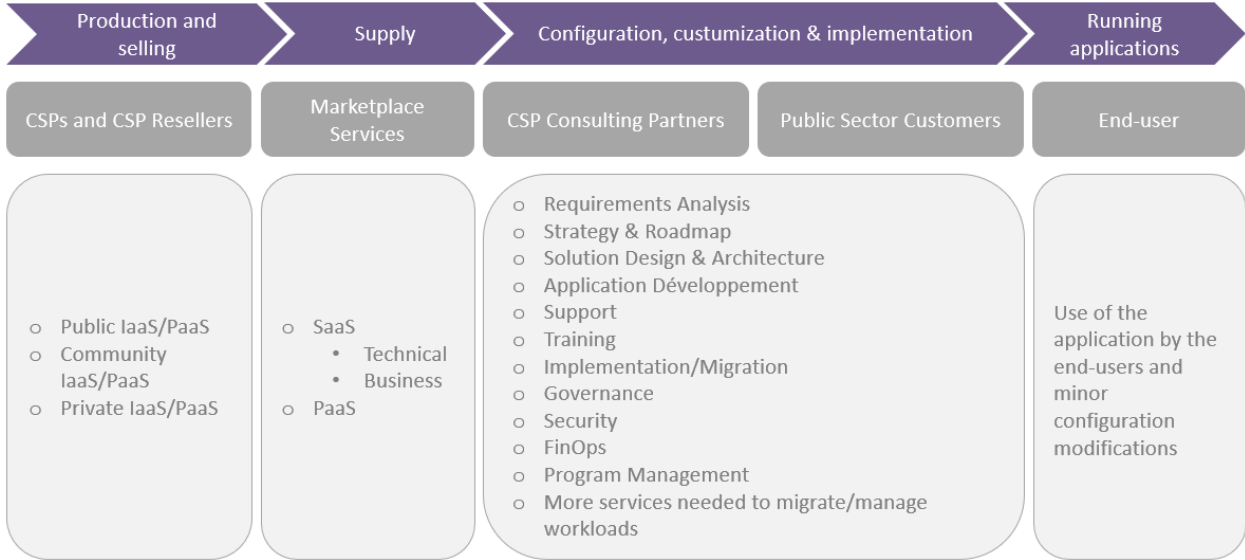 Production and
selling
Supply
Configuration, custumization & implementation
Running
applications
CSPs and CSP Resellers
Marketplace
Services
CSP Consulting Partners
Public Sector Customers
End-user
o Public IaaS/PaaS
o Community
IaaS/PaaS
o Private IaaS/PaaS
o SaaS
• Technical
• Business
o PaaS
o Requirements Analysis
o Strategy & Roadmap
o Solution Design & Architecture
o Application Développement
o Support
o Training
o Implementation/Migration
o Governance
o Security
o FinOps
o Program Management
o More services needed to migrate/manage
workloads
Use of the
application by the
end-users and
minor
configuration
modifications